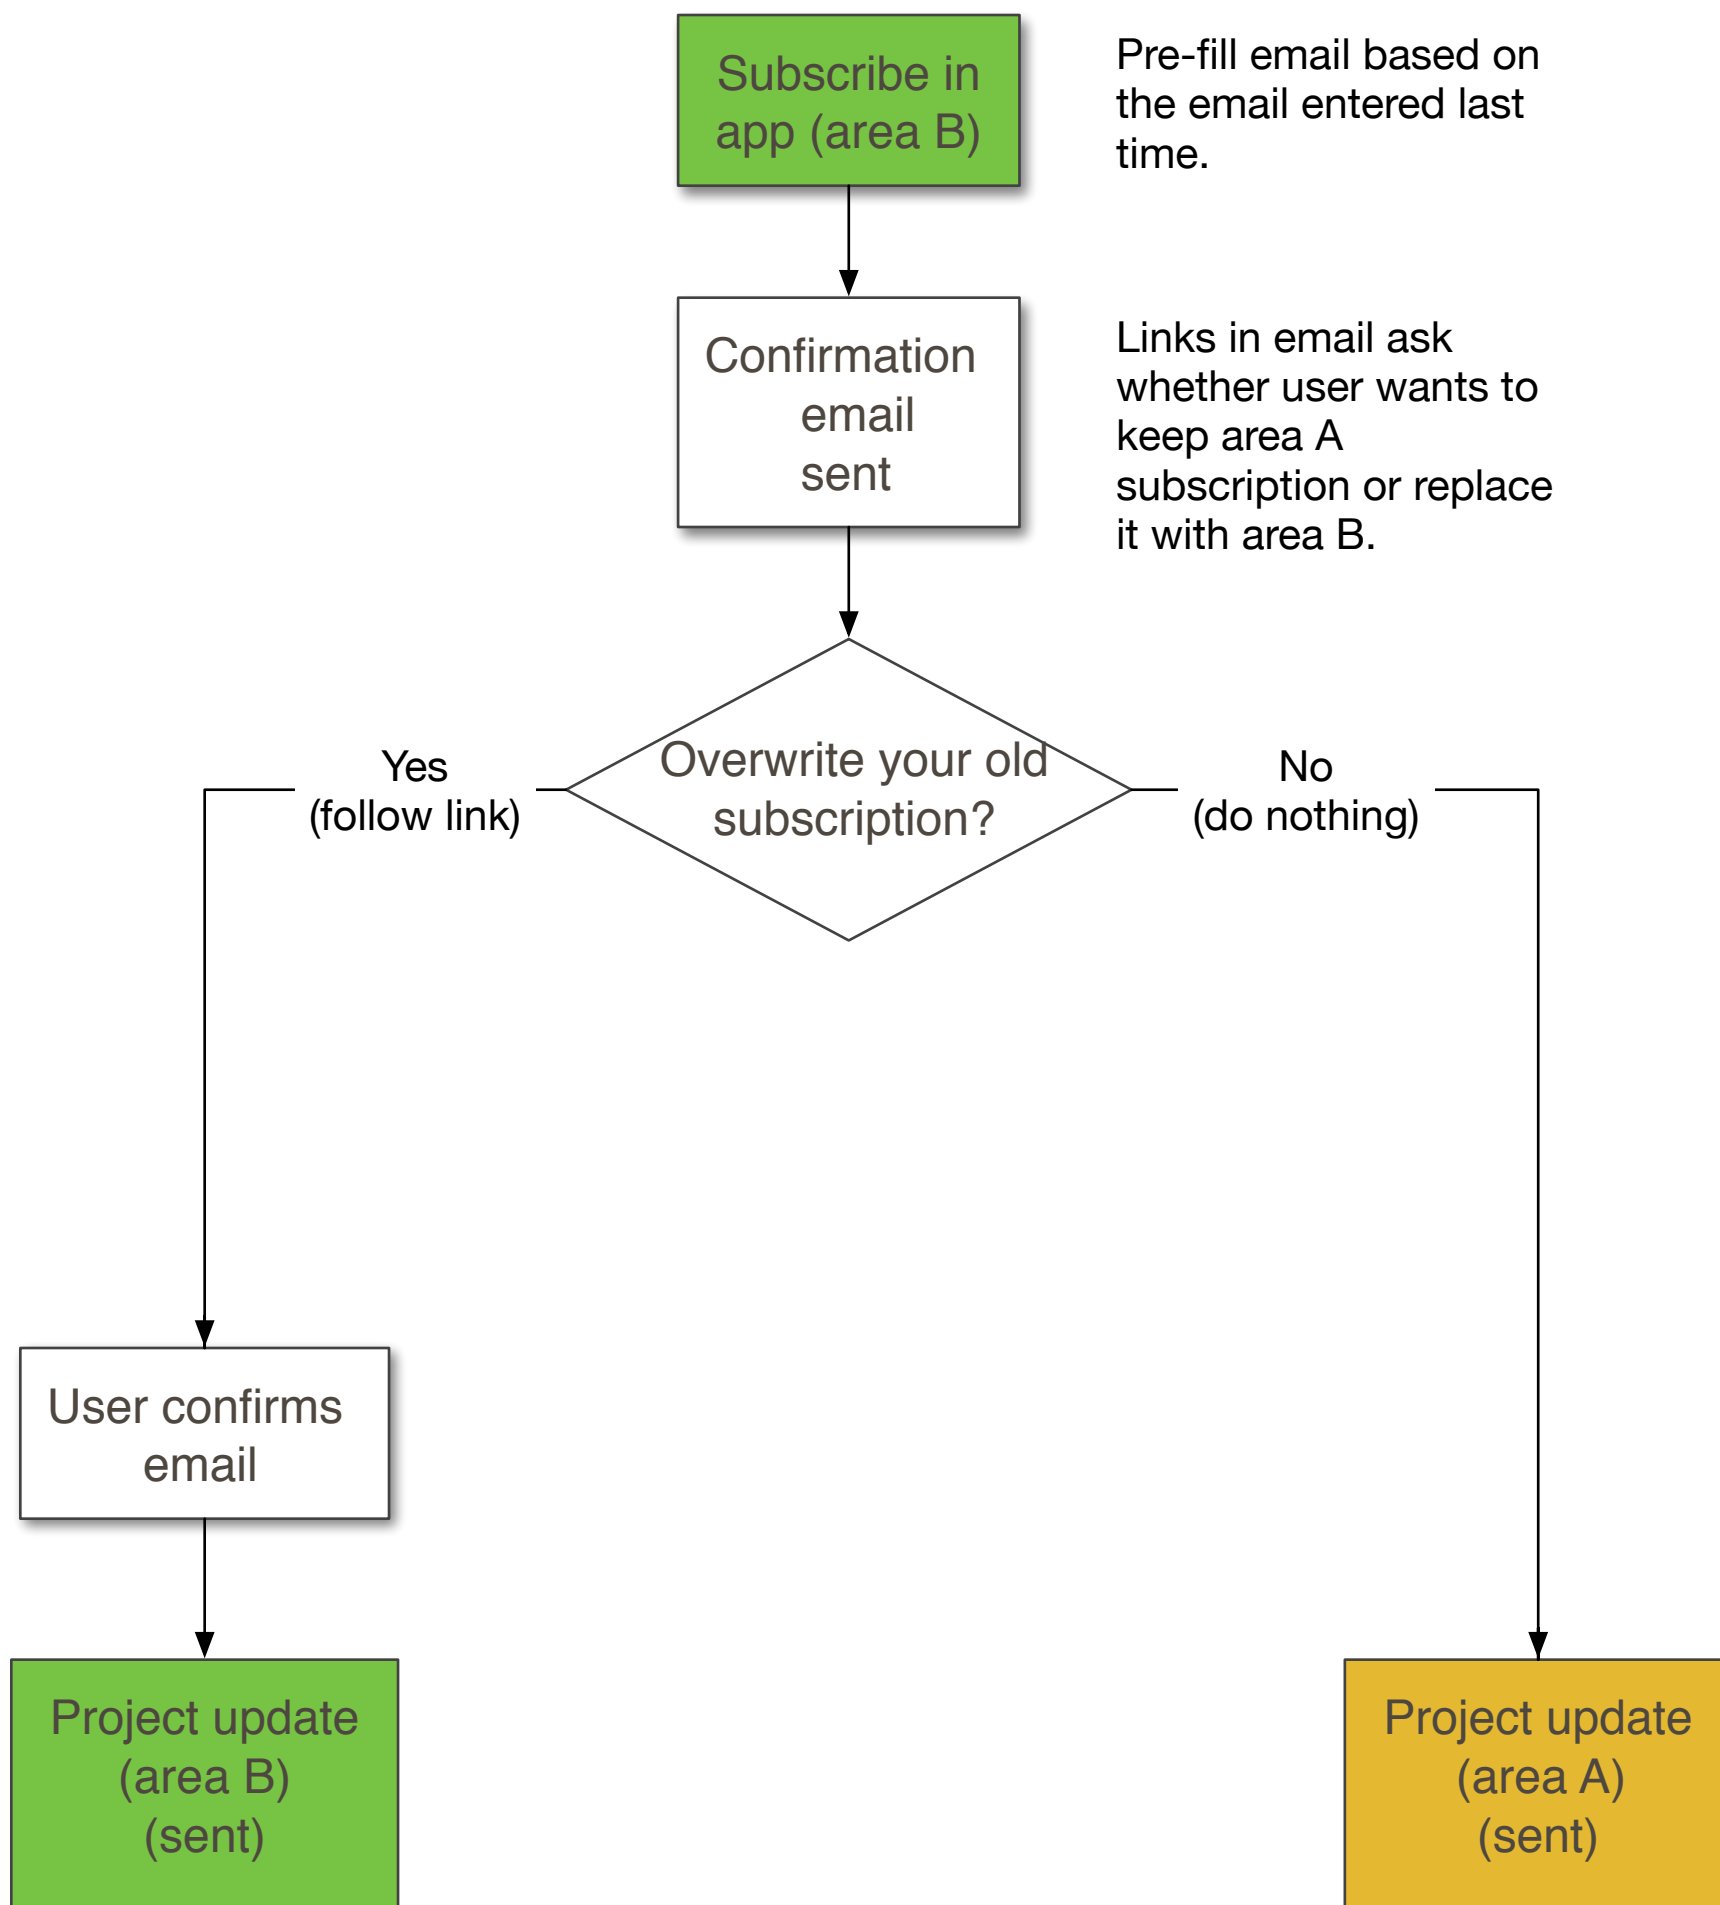 Subscribe in
app (area B)
Pre-fill email based on
the email entered last
time.
Confirmation
email
sent
Links in email ask
whether user wants to
keep area A
subscription or replace
it with area B.
Overwrite your old
subscription?
Yes
(follow link)
No
(do nothing)
User confirms
email
Project update
(area B)
(sent)
Project update
(area A)
(sent)